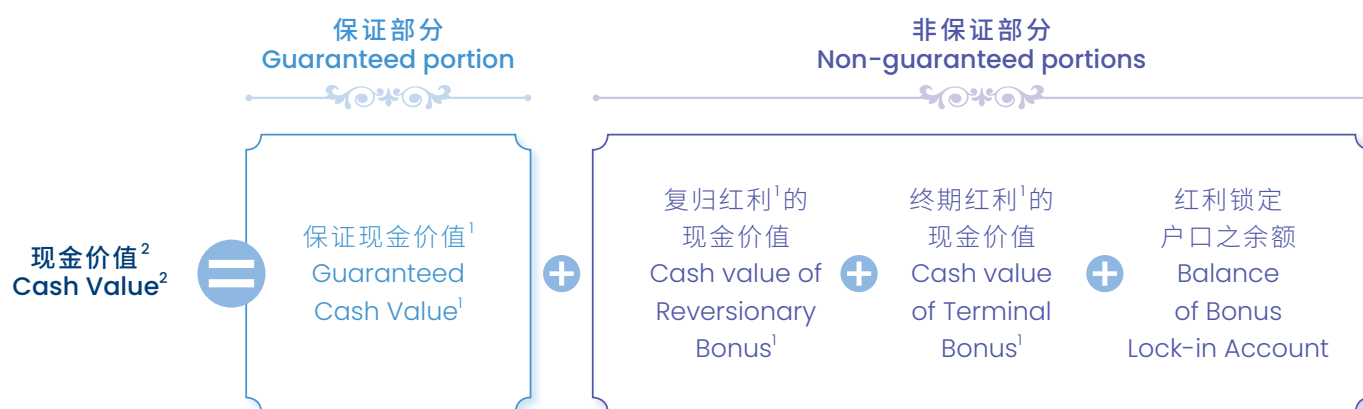 保证部分
Guaranteed portion
非保证部分
Non-guaranteed portions
现金价值²
Cash Value²
保证现金价值¹
Guaranteed
Cash Value¹
复归红利¹的
现金价值
Cash value of
Reversionary
Bonus¹
终期红利¹的
现金价值
Cash value
of Terminal
Bonus¹
红利锁定
户口之余额
Balance
of Bonus
Lock-in Account